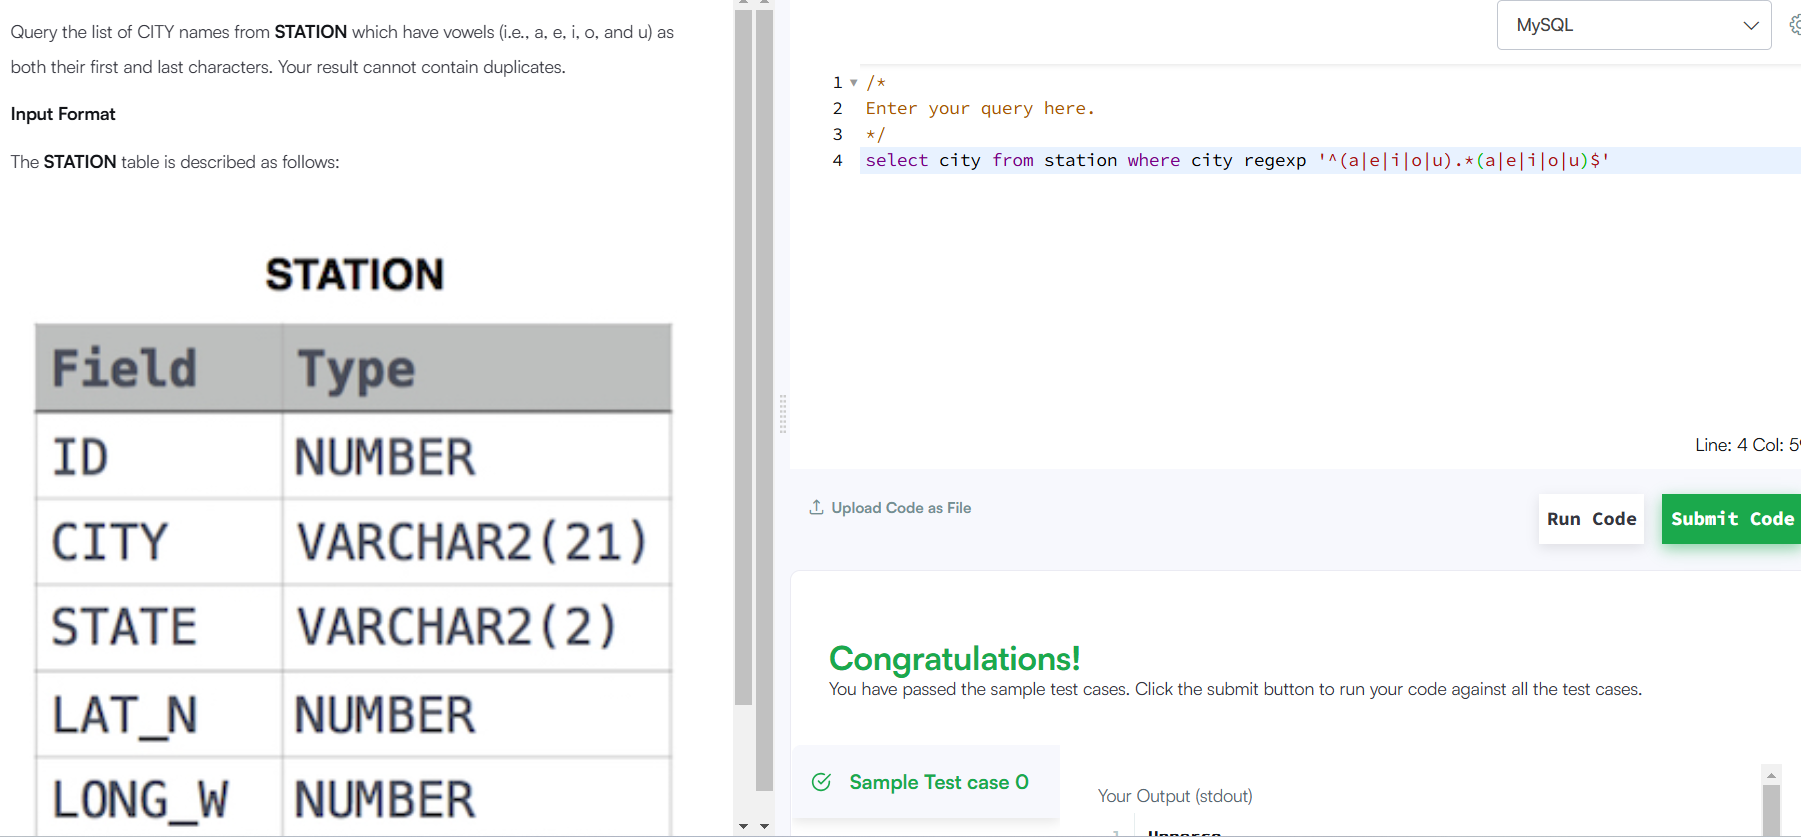 Query the list of CITY names from STATION which have vowels (i.e., a, e, i, o, and u) as
both their first and last characters. Your result cannot contain duplicates.
Input Format
The STATION table is described as follows:
STATION
Field Type
ID NUMBER
CITY VARCHAR2(21)
STATE VARCHAR2(2)
LAT_N NUMBER
LONG_W NUMBER
MySQL
1 /*
2 Enter your query here.
3 */
4 select city from station where city regexp '^(a|e|i|o|u).*(a|e|i|o|u)$'
Line: 4 Col:
Upload Code as File
Run Code
Submit Code
Congratulations!
You have passed the sample test cases. Click the submit button to run your code against all the test cases.
Sample Test case 0
Your Output (stdout)